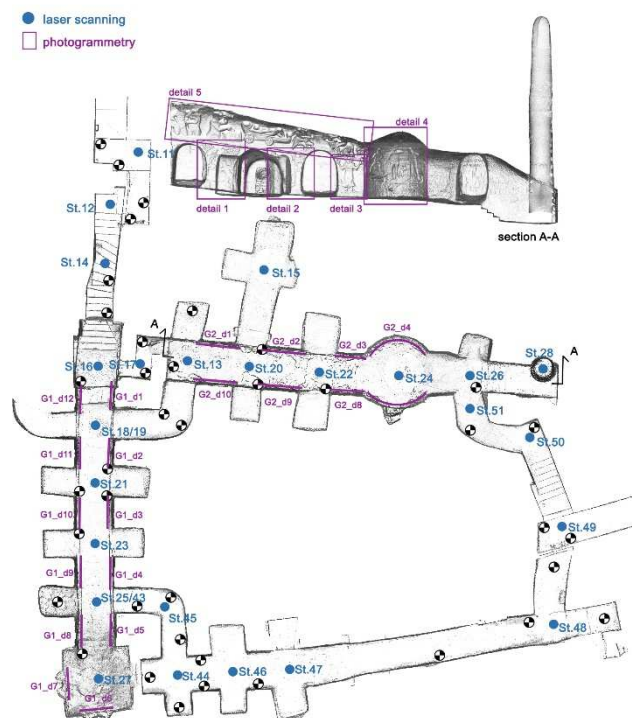 laser scanning
photogrammetry
detail 5
detail 4
St.11
detail 1
detail 2
detail 3
St.12
section A-A
St.14
St.15
A
G2_d1
G2_d2
G2_d3
G2_d4
St.16
St.17
St.13
St.20
St.22
St.24
St.26
St.28
A
G1_d12
G1_d1
G2_d10
G2_d9
G2_d8
St.51
St.18/19
St.50
G1_d11
G1_d2
St.21
G1_d10
G1_d3
St.49
St.23
G1_d9
G1_d4
St.25/43
St.45
G1_d8
G1_d5
St.48
St.27
St.44
St.46
St.47
G1_d7
G1_d6